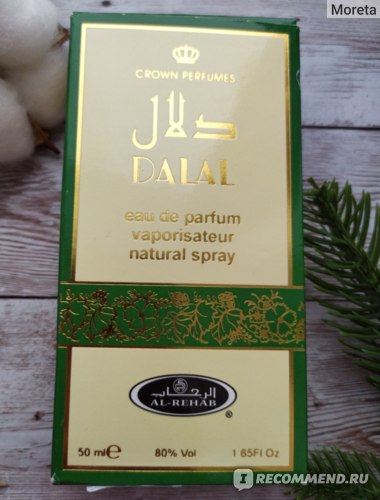 Moreta
CROWN PERFUMES
دلال
DALAL
eau de parfum
vaporisateur
natural spray
الرحاب
AL-REHAB
®
50 ml e 80% Vol 1 65Fl Oz
IRECOMMEND.RU